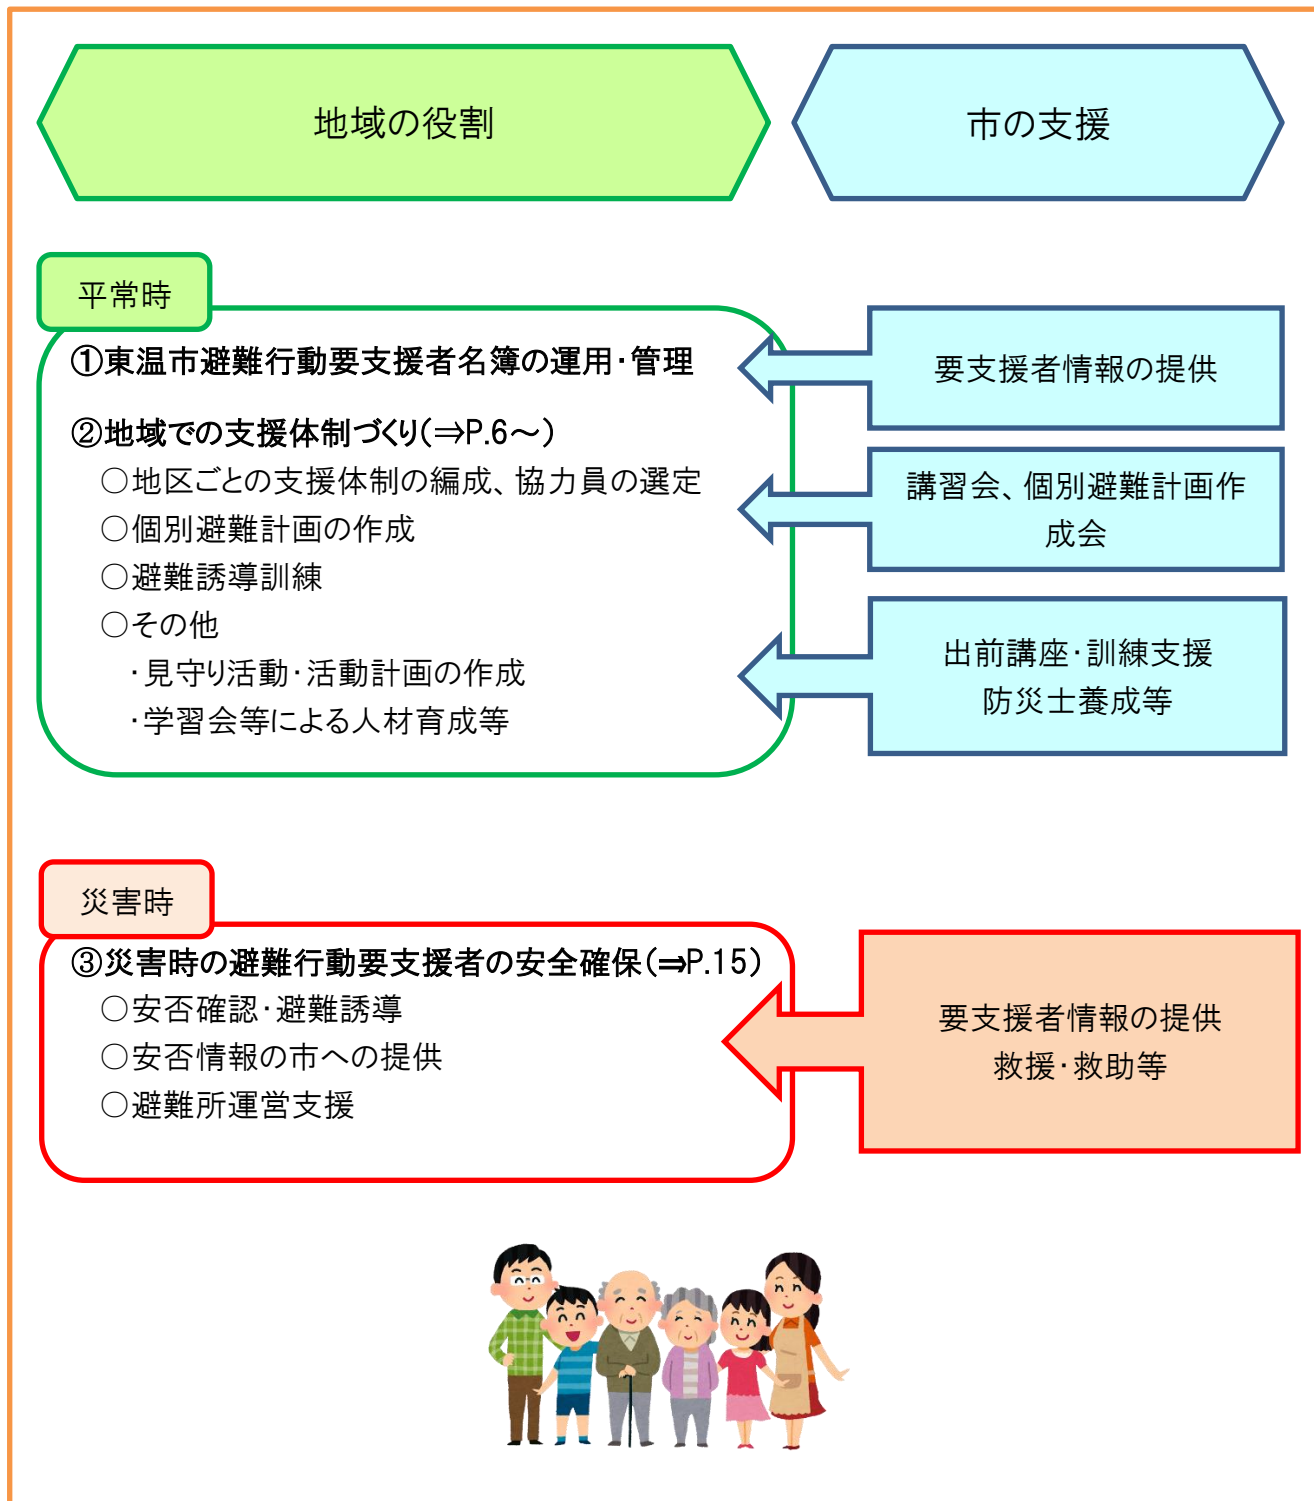 地域の役割
市の支援
平常時
①東温市避難行動要支援者名簿の運用・管理
②地域での支援体制づくり(⇒P.6～)
○地区ごとの支援体制の編成、協力員の選定
○個別避難計画の作成
○避難誘導訓練
○その他
・見守り活動・活動計画の作成
・学習会等による人材育成等
要支援者情報の提供
講習会、個別避難計画作
成会
出前講座・訓練支援
防災士養成等
災害時
③災害時の避難行動要支援者の安全確保(⇒P.15)
○安否確認・避難誘導
○安否情報の市への提供
○避難所運営支援
要支援者情報の提供
救援・救助等